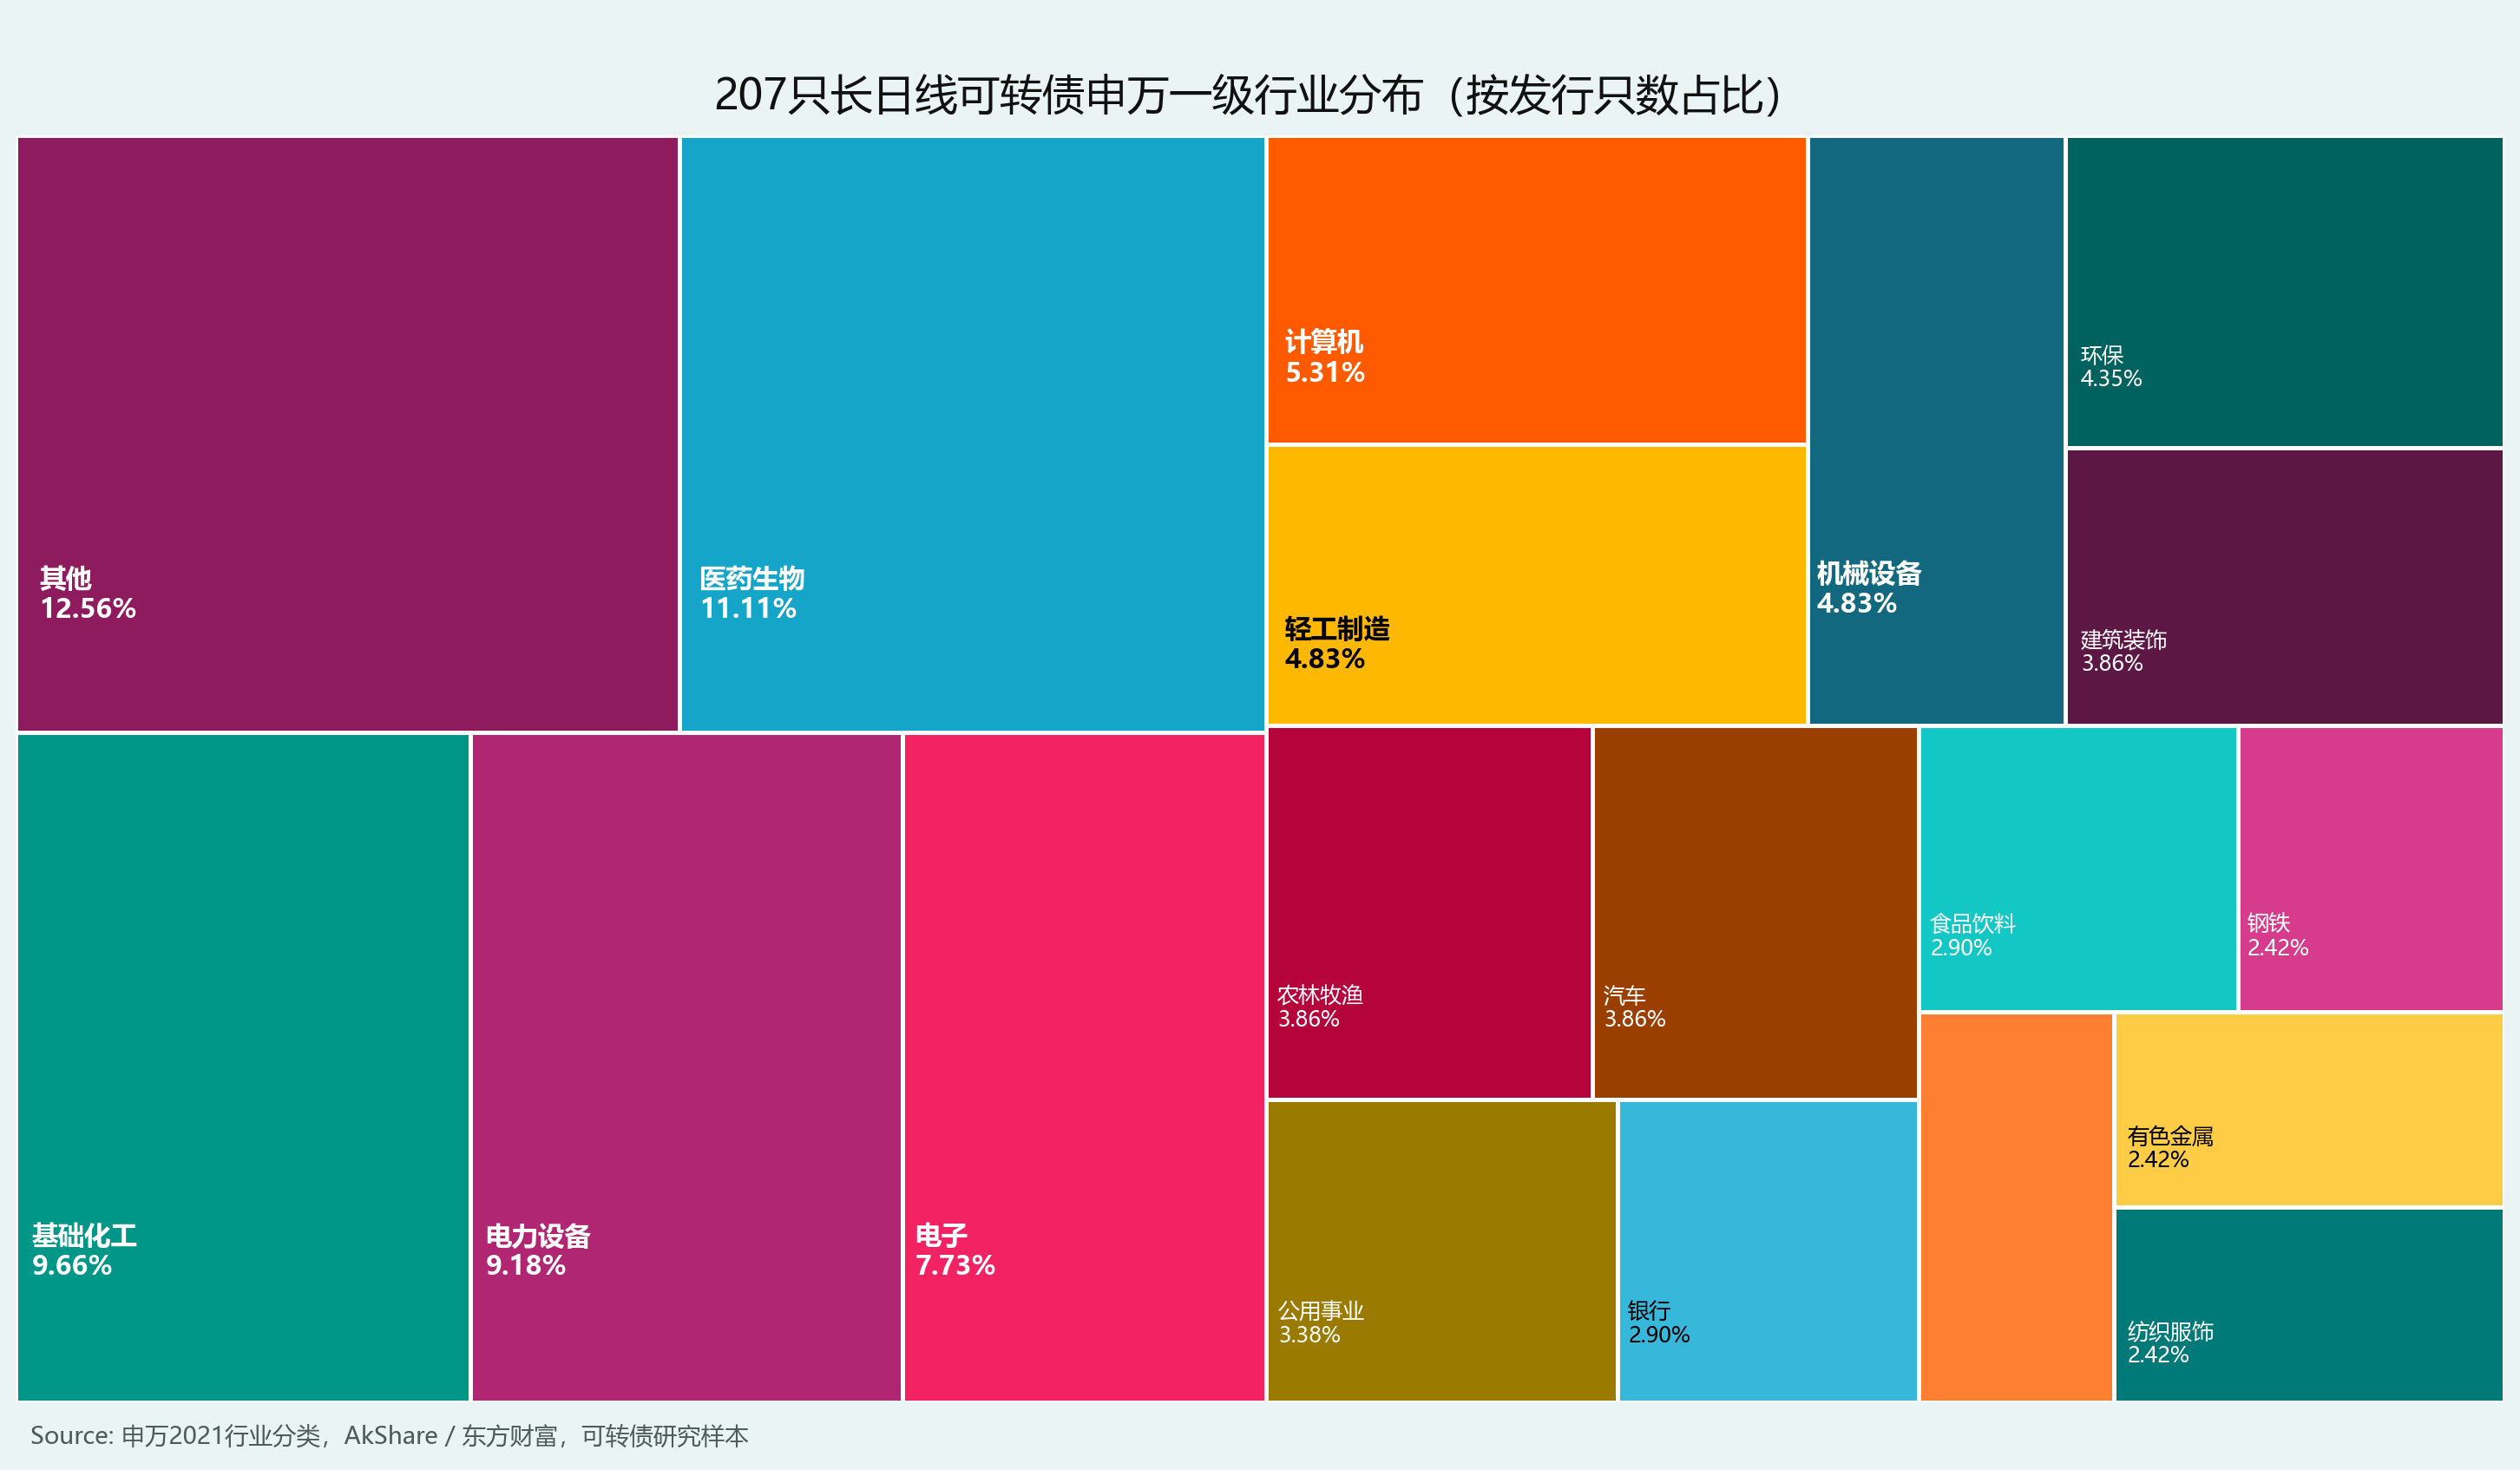 207只长日线可转债申万一级行业分布（按发行只数占比）
其他
12.56%
医药生物
11.11%
计算机
5.31%
轻工制造
4.83%
机械设备
4.83%
环保
4.35%
建筑装饰
3.86%
基础化工
9.66%
电力设备
9.18%
电子
7.73%
农林牧渔
3.86%
汽车
3.86%
食品饮料
2.90%
钢铁
2.42%
公用事业
3.38%
银行
2.90%
有色金属
2.42%
纺织服饰
2.42%
Source: 申万2021行业分类，AkShare / 东方财富，可转债研究样本